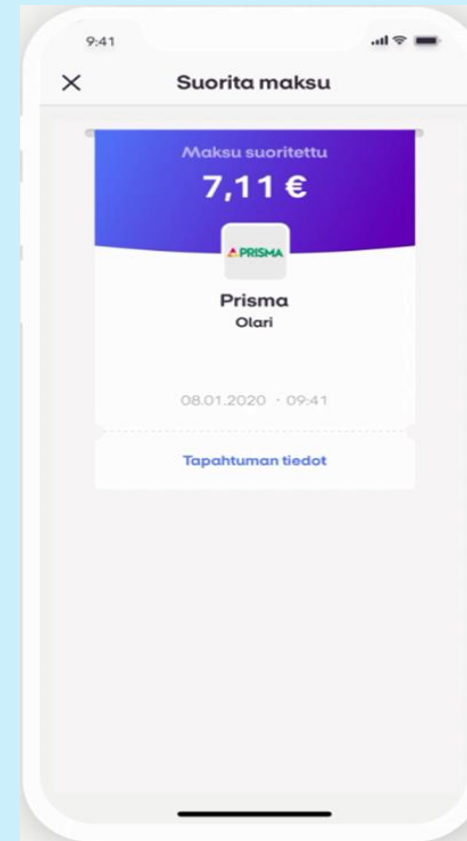 9:41
Suorita maksu
Maksu suoritettu
7,11 €
PRISMA
Prisma
Olari
08.01.2020 · 09:41
Tapahtuman tiedot